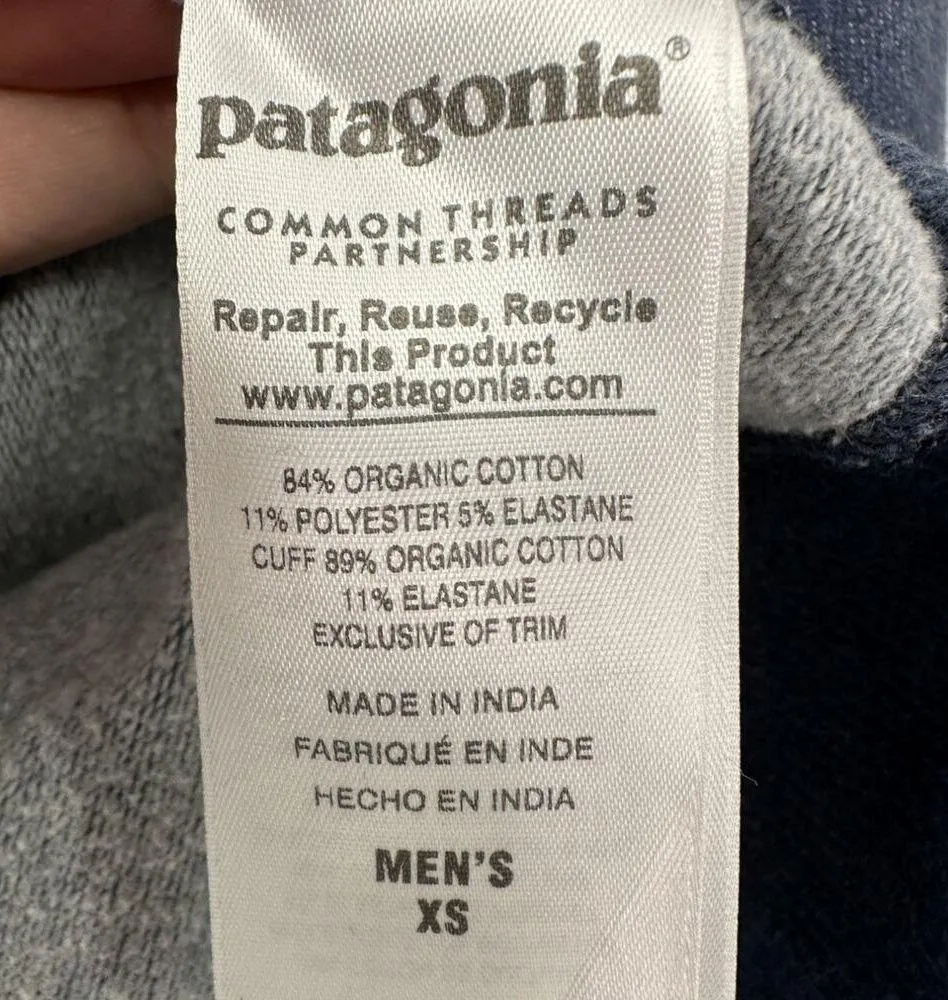 patagonia®
COMMON THREADS
PARTNERSHIP
Repair, Reuse, Recycle
This Product
www.patagonia.com
84% ORGANIC COTTON
11% POLYESTER 5% ELASTANE
CUFF 89% ORGANIC COTTON
11% ELASTANE
EXCLUSIVE OF TRIM
MADE IN INDIA
FABRIQUÉ EN INDE
HECHO EN INDIA
MEN'S
XS